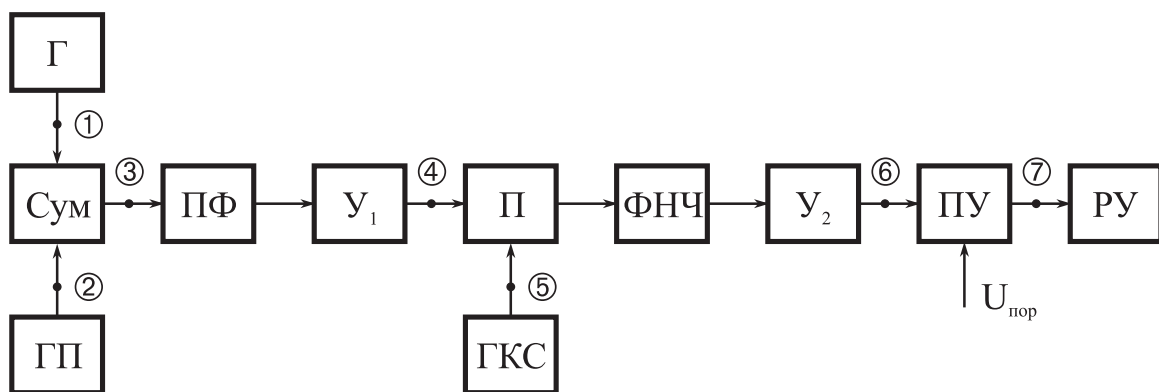 Г
①
Сум
③
ПФ
У₁
④
П
ФНЧ
У₂
⑥
ПУ
⑦
РУ
②
⑤
Uпор
ГП
ГКС